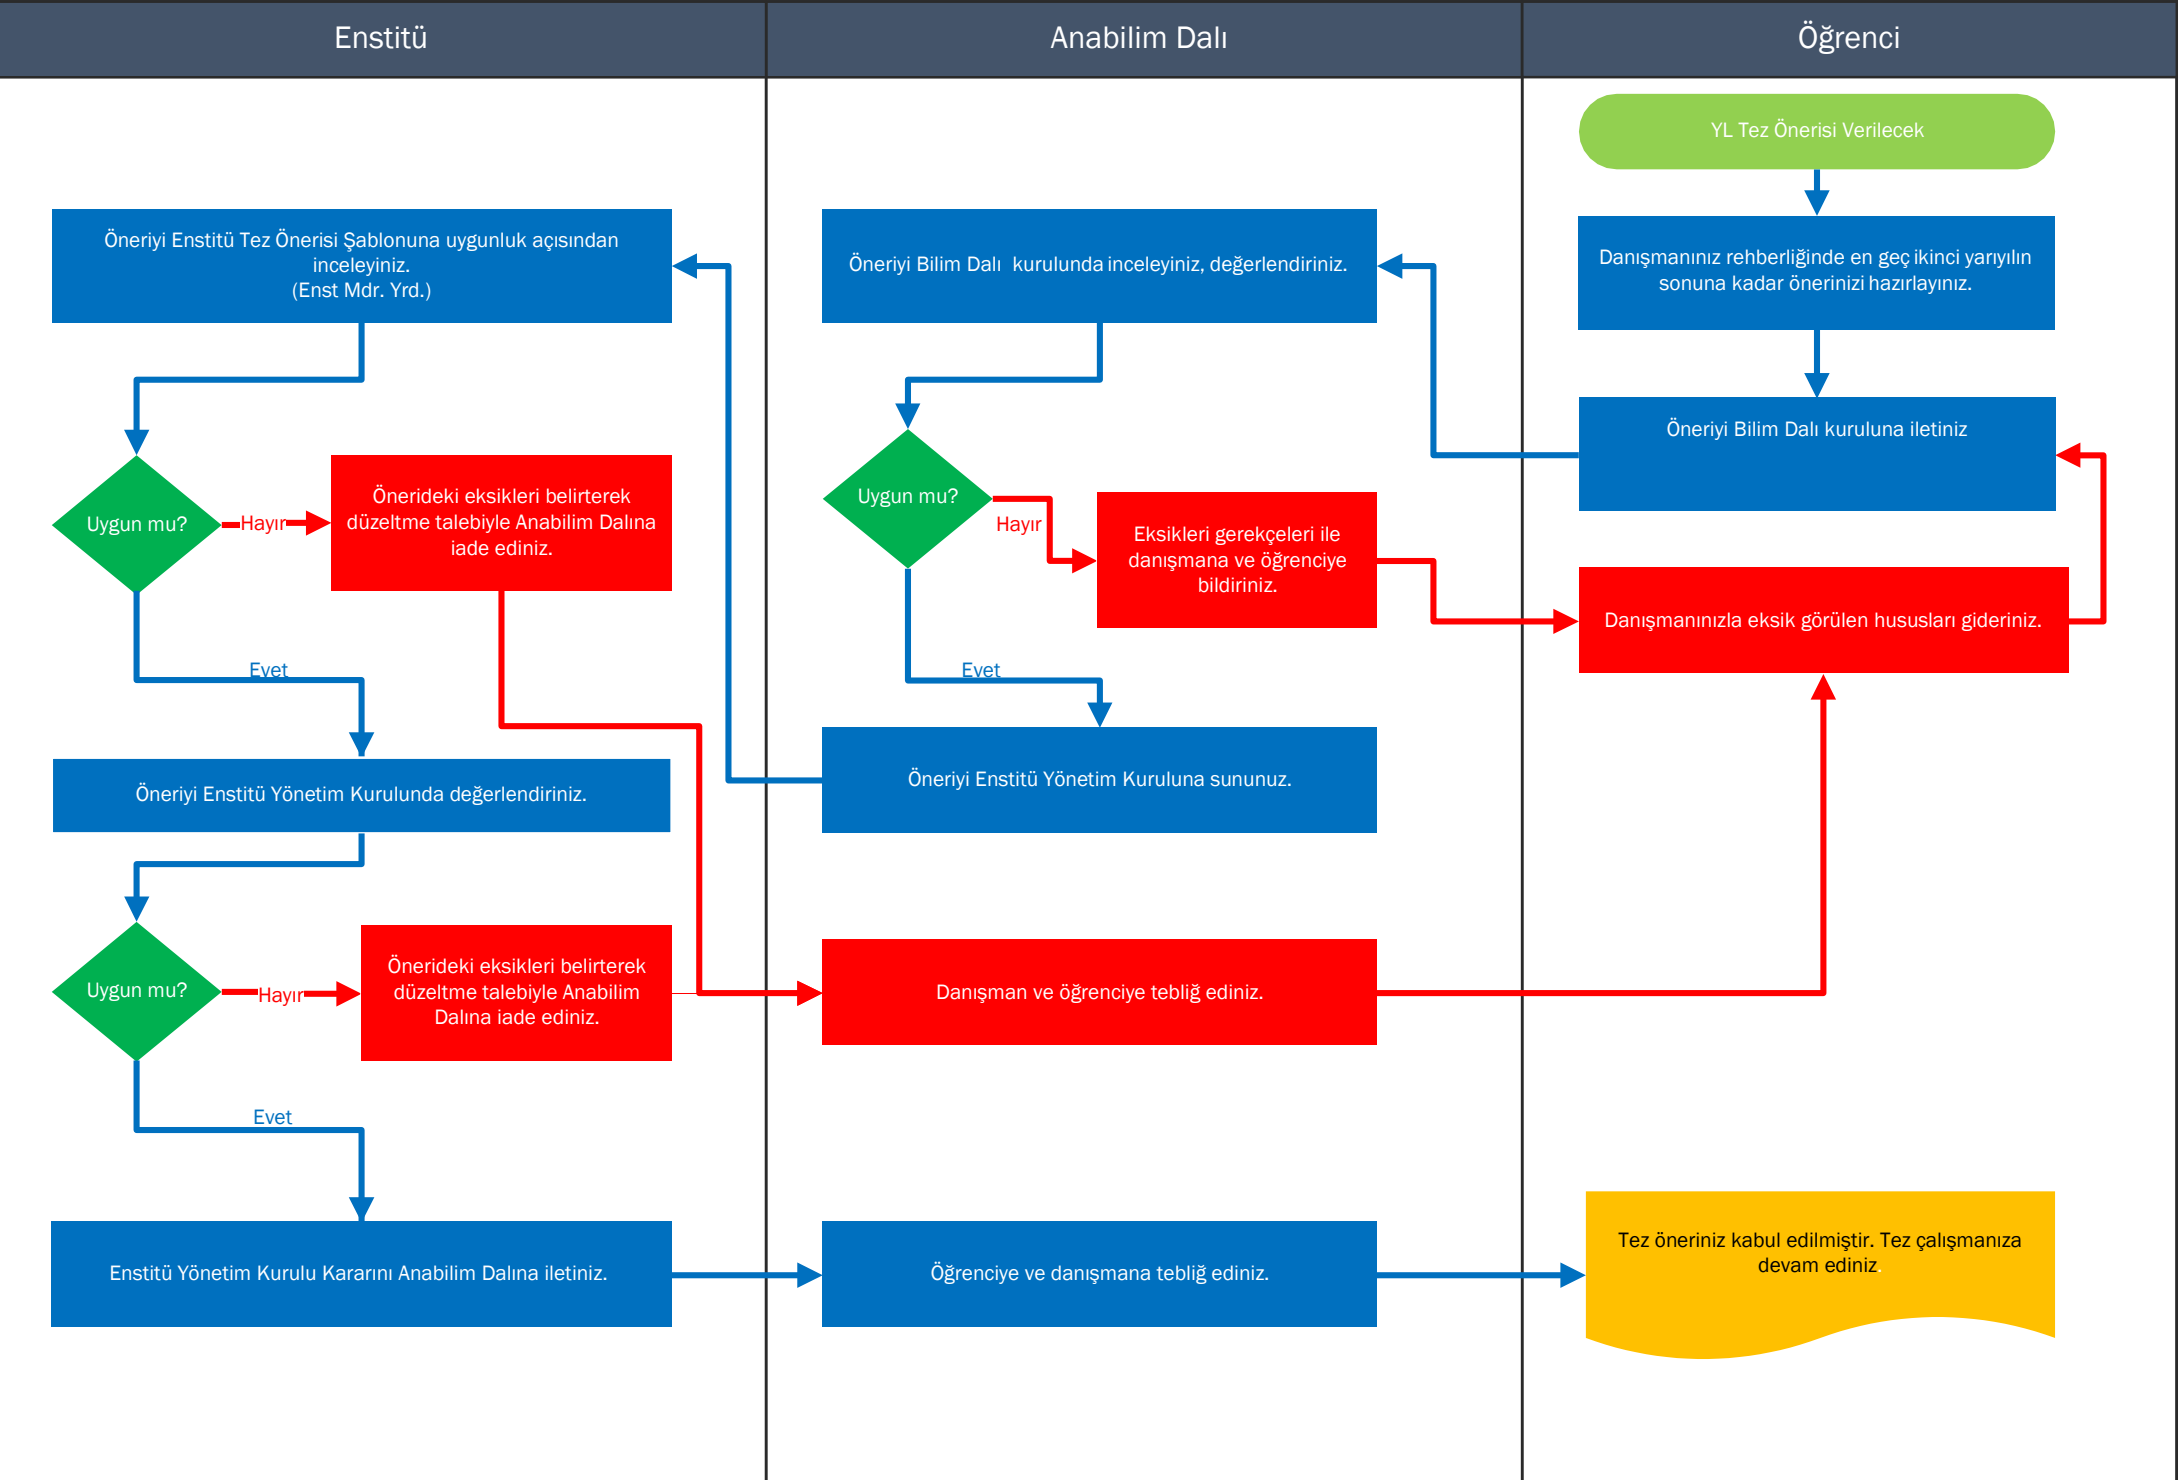 Enstitü
Anabilim Dalı
Öğrenci
YL Tez Önerisi Verilecek
Danışmanınız rehberliğinde en geç ikinci yarıyılın
sonuna kadar önerinizi hazırlayınız.
Öneriyi Bilim Dalı kuruluna iletiniz
Öneriyi Bilim Dalı kurulunda inceleyiniz, değerlendiriniz.
Uygun mu?
Hayır
Eksikleri gerekçeleri ile
danışmana ve öğrenciye
bildiriniz.
Danışmanınızla eksik görülen hususları gideriniz.
Evet
Öneriyi Enstitü Yönetim Kuruluna sununuz.
Öneriyi Enstitü Tez Önerisi Şablonuna uygunluk açısından
inceleyiniz.
(Enst Mdr. Yrd.)
Uygun mu?
Hayır
Önerideki eksikleri belirterek
düzeltme talebiyle Anabilim Dalına
iade ediniz.
Evet
Öneriyi Enstitü Yönetim Kurulunda değerlendiriniz.
Uygun mu?
Hayır
Önerideki eksikleri belirterek
düzeltme talebiyle Anabilim
Dalına iade ediniz.
Danışman ve öğrenciye tebliğ ediniz.
Evet
Enstitü Yönetim Kurulu Kararını Anabilim Dalına iletiniz.
Öğrenciye ve danışmana tebliğ ediniz.
Tez öneriniz kabul edilmiştir. Tez çalışmanıza
devam ediniz.